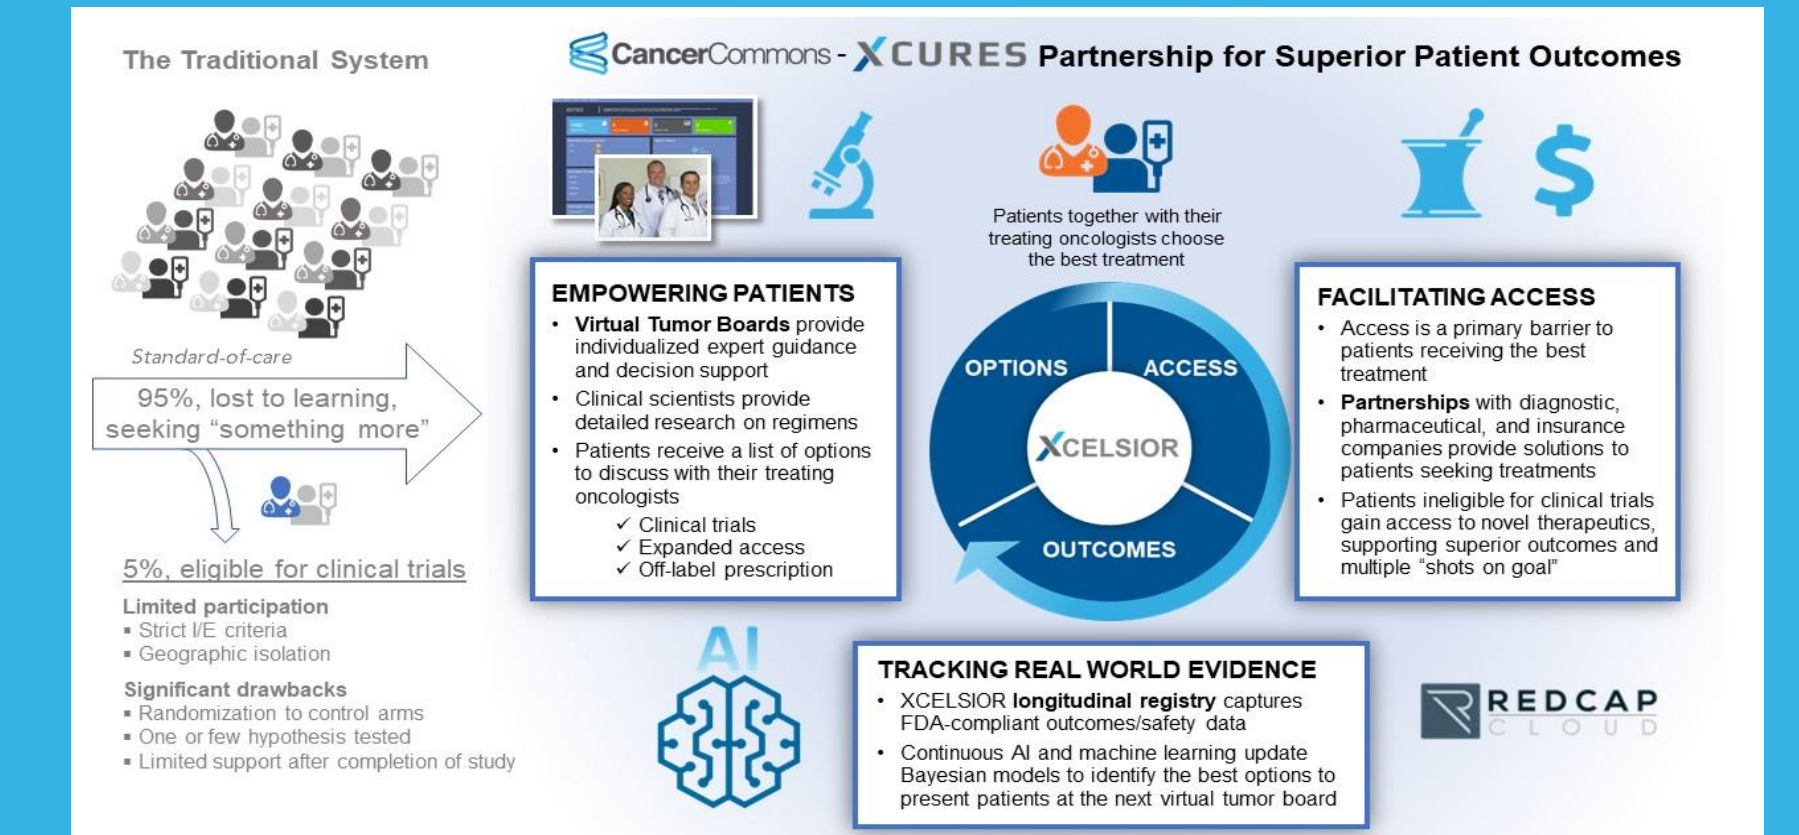 The Traditional System
Standard-of-care
95%, lost to learning,
seeking “something more”
5%, eligible for clinical trials
Limited participation
▪ Strict I/E criteria
▪ Geographic isolation
Significant drawbacks
▪ Randomization to control arms
▪ One or few hypothesis tested
▪ Limited support after completion of study
CancerCommons - XCURES Partnership for Superior Patient Outcomes
Patients together with their
treating oncologists choose
the best treatment
EMPOWERING PATIENTS
• Virtual Tumor Boards provide
individualized expert guidance
and decision support
• Clinical scientists provide
detailed research on regimens
• Patients receive a list of options
to discuss with their treating
oncologists
✓ Clinical trials
✓ Expanded access
✓ Off-label prescription
OPTIONS
ACCESS
XCELSIOR
OUTCOMES
FACILITATING ACCESS
• Access is a primary barrier to
patients receiving the best
treatment
• Partnerships with diagnostic,
pharmaceutical, and insurance
companies provide solutions to
patients seeking treatments
• Patients ineligible for clinical trials
gain access to novel therapeutics,
supporting superior outcomes and
multiple “shots on goal”
AI
TRACKING REAL WORLD EVIDENCE
• XCELSIOR longitudinal registry captures
FDA-compliant outcomes/safety data
• Continuous AI and machine learning update
Bayesian models to identify the best options to
present patients at the next virtual tumor board
REDCAP
CLOUD